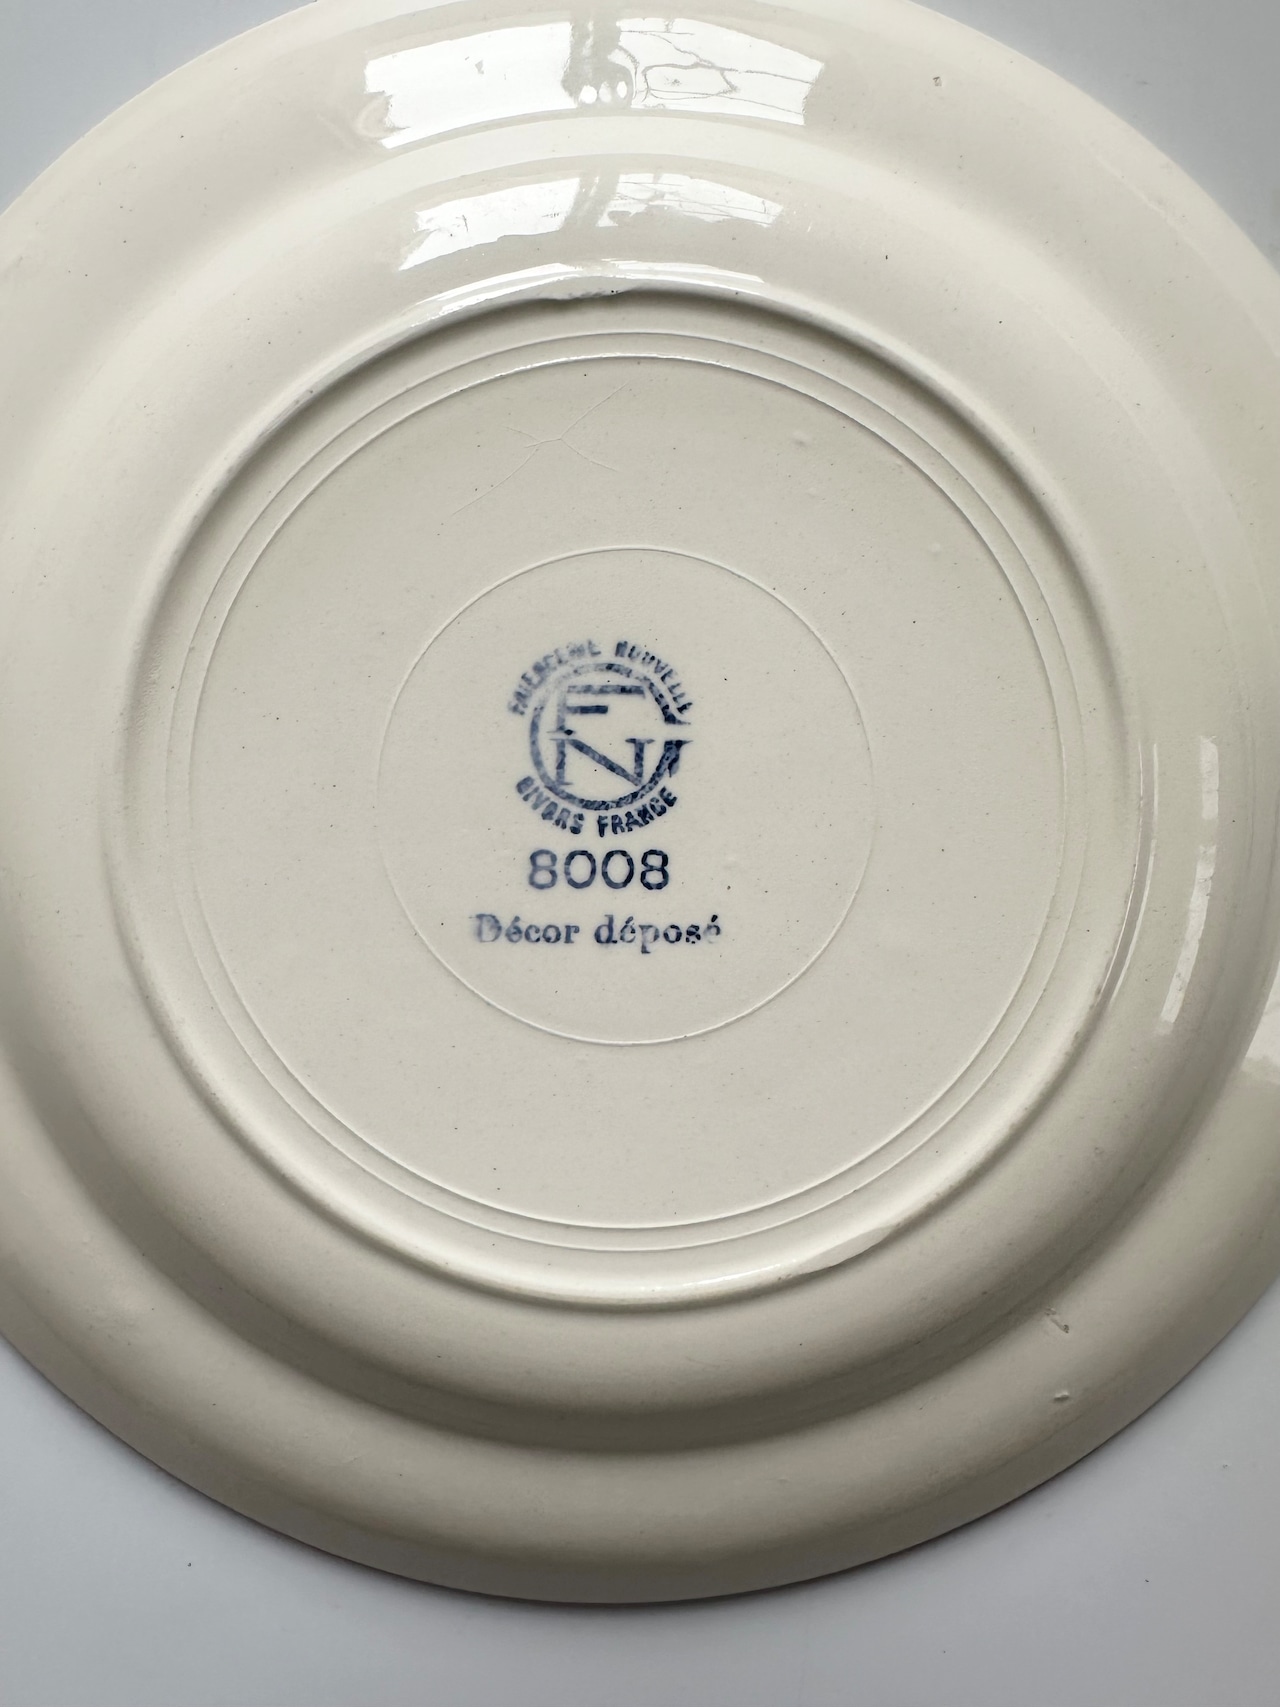 FAIENCERIE NOUVELLE
FN
GIVORS FRANCE
8008
Décor déposé